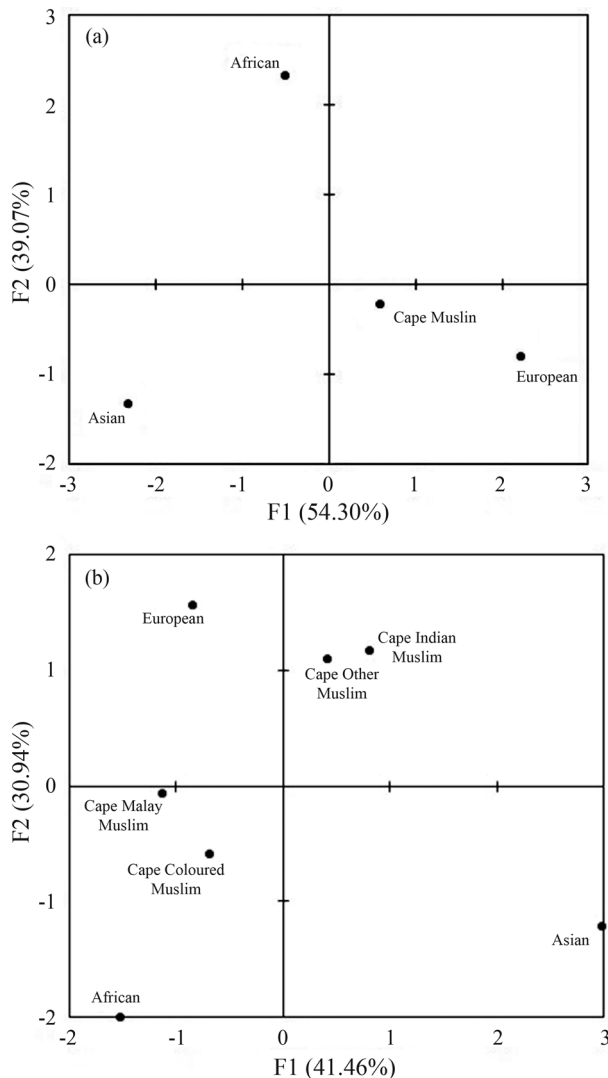 (a)
3
African
2
1
0
Cape Muslin
-1
European
Asian
-2
-3
-2
-1
0
1
2
3
F2 (39.07%)
F1 (54.30%)
(b)
2
European
Cape Indian
Muslim
Cape Other
Muslim
1
0
Cape Malay
Muslim
Cape Coloured
Muslim
-1
Asian
African
-2
-2
-1
0
1
2
3
F2 (30.94%)
F1 (41.46%)